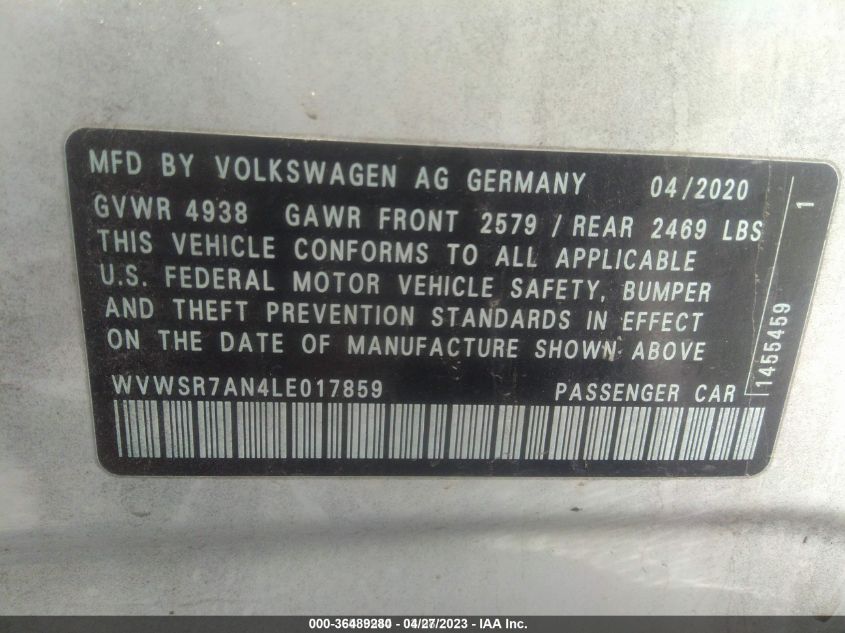 MFD BY VOLKSWAGEN AG GERMANY 04/2020
GVWR 4938 GAWR FRONT 2579 / REAR 2469 LBS
THIS VEHICLE CONFORMS TO ALL APPLICABLE
U.S. FEDERAL MOTOR VEHICLE SAFETY, BUMPER
AND THEFT PREVENTION STANDARDS IN EFFECT
ON THE DATE OF MANUFACTURE SHOWN ABOVE.
WVWSR7AN4LE017859 PASSENGER CAR
1455459 1
000-36489280 - 04/27/2023 - IAA Inc.